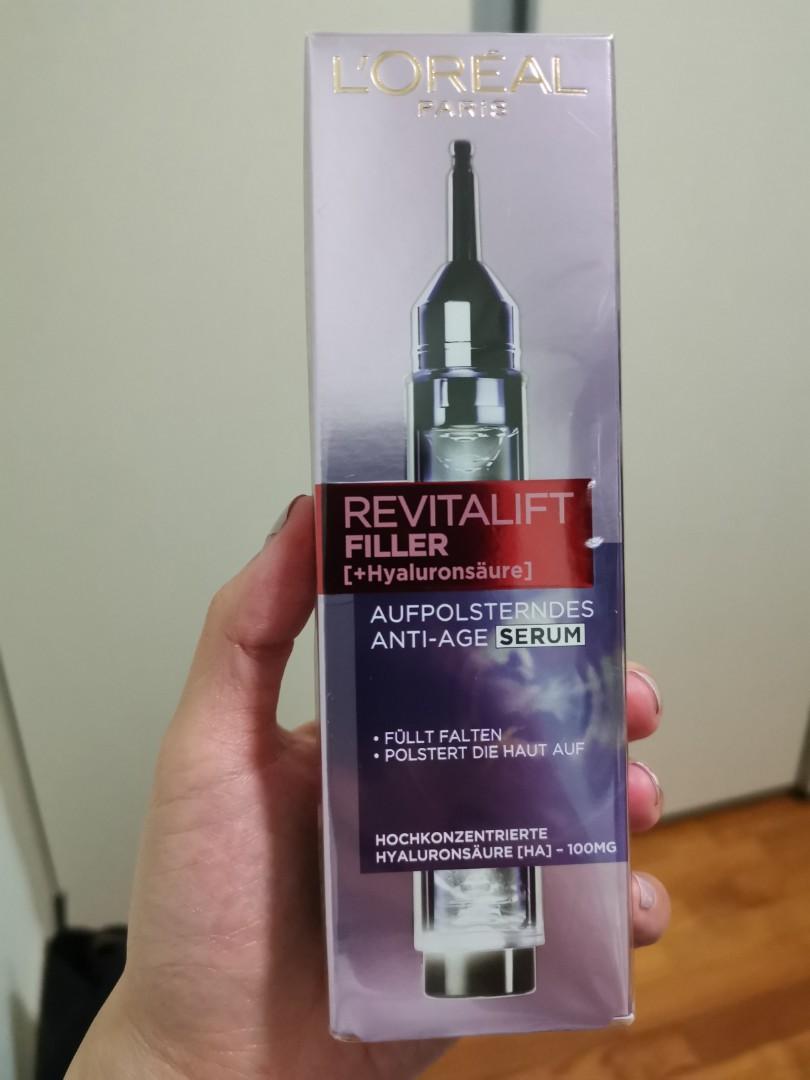 L'ORÉAL
PARIS
REVITALIFT
FILLER
[+Hyaluronsäure]
AUFPOLSTERNDES
ANTI-AGE SERUM
• FÜLLT FALTEN
• POLSTERT DIE HAUT AUF
HOCHKONZENTRIERTE
HYALURONSÄURE [HA] – 100MG